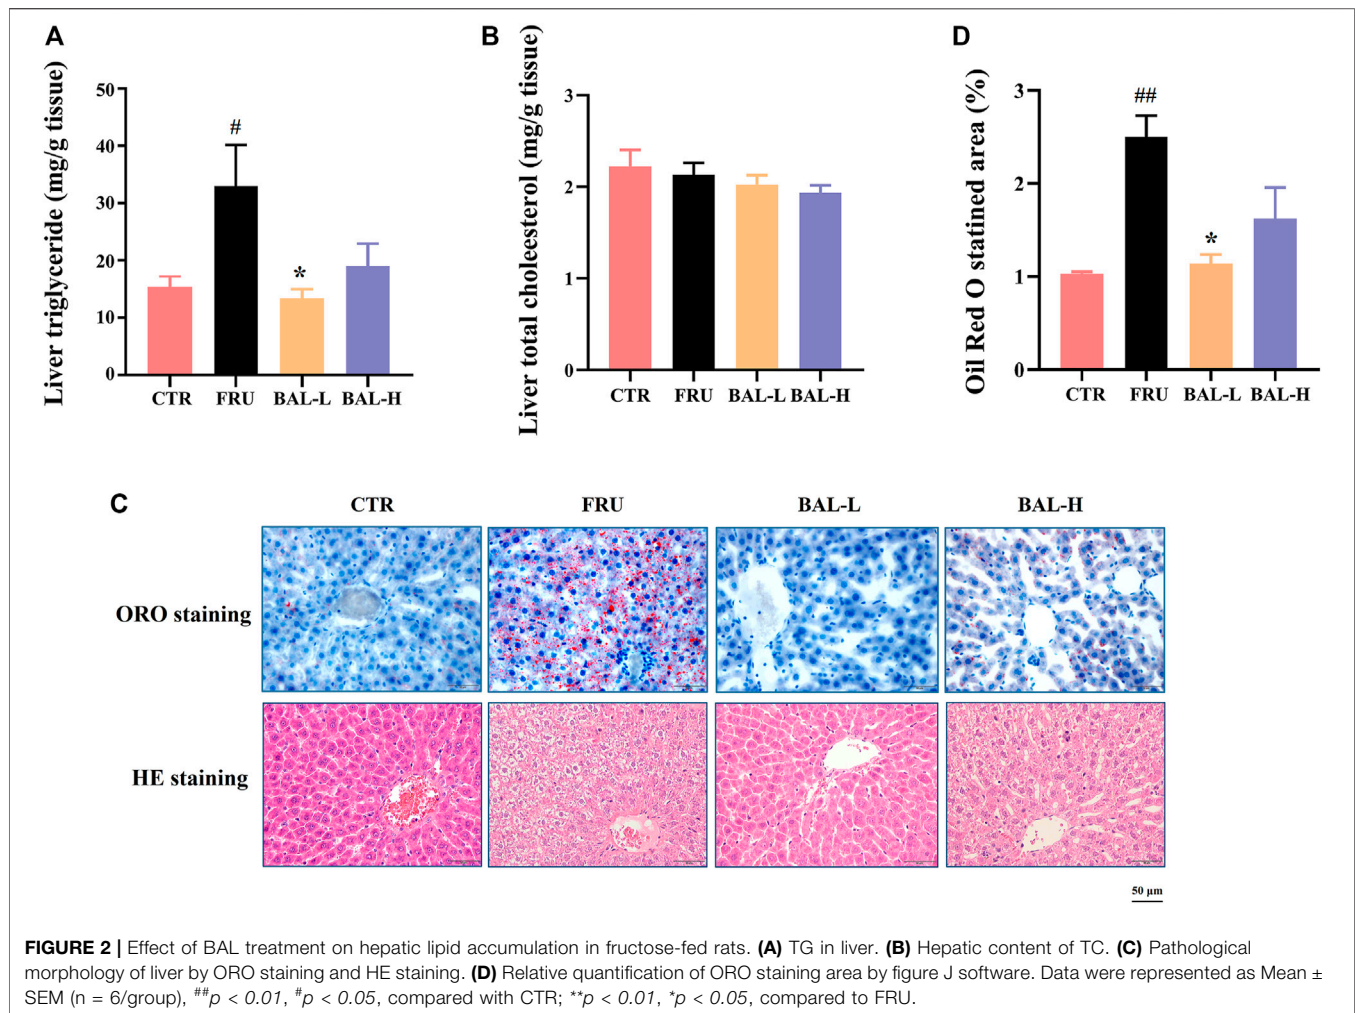 A
B
D
Liver triglyceride (mg/g tissue)
50
40
30
20
10
0
#
*
CTR FRU BAL-L BAL-H
Liver total cholesterol (mg/g tissue)
3
2
1
0
CTR FRU BAL-L BAL-H
Oil Red O statined area (%)
3
2
1
0
##
*
CTR FRU BAL-L BAL-H
C
CTR FRU BAL-L BAL-H
ORO staining
HE staining
50 μm
FIGURE 2 | Effect of BAL treatment on hepatic lipid accumulation in fructose-fed rats. (A) TG in liver. (B) Hepatic content of TC. (C) Pathological
morphology of liver by ORO staining and HE staining. (D) Relative quantification of ORO staining area by figure J software. Data were represented as Mean ±
SEM (n = 6/group), ##p < 0.01, #p < 0.05, compared with CTR; **p < 0.01, *p < 0.05, compared to FRU.